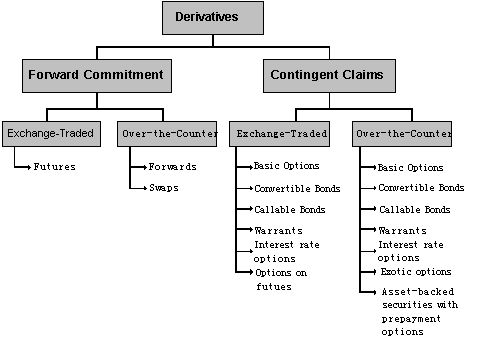 Derivatives
Forward Commitment
Contingent Claims
Exchange-Traded
Over-the-Counter
Exchange-Traded
Over-the-Counter
Futures
Forwards
Swaps
Basic Options
Convertible Bonds
Callable Bonds
Warrants
Interest rate
options
Options on
futues
Basic Options
Convertible Bonds
Callable Bonds
Warrants
Interest rate
options
Exotic options
Asset-backed
securities with
prepayment
options